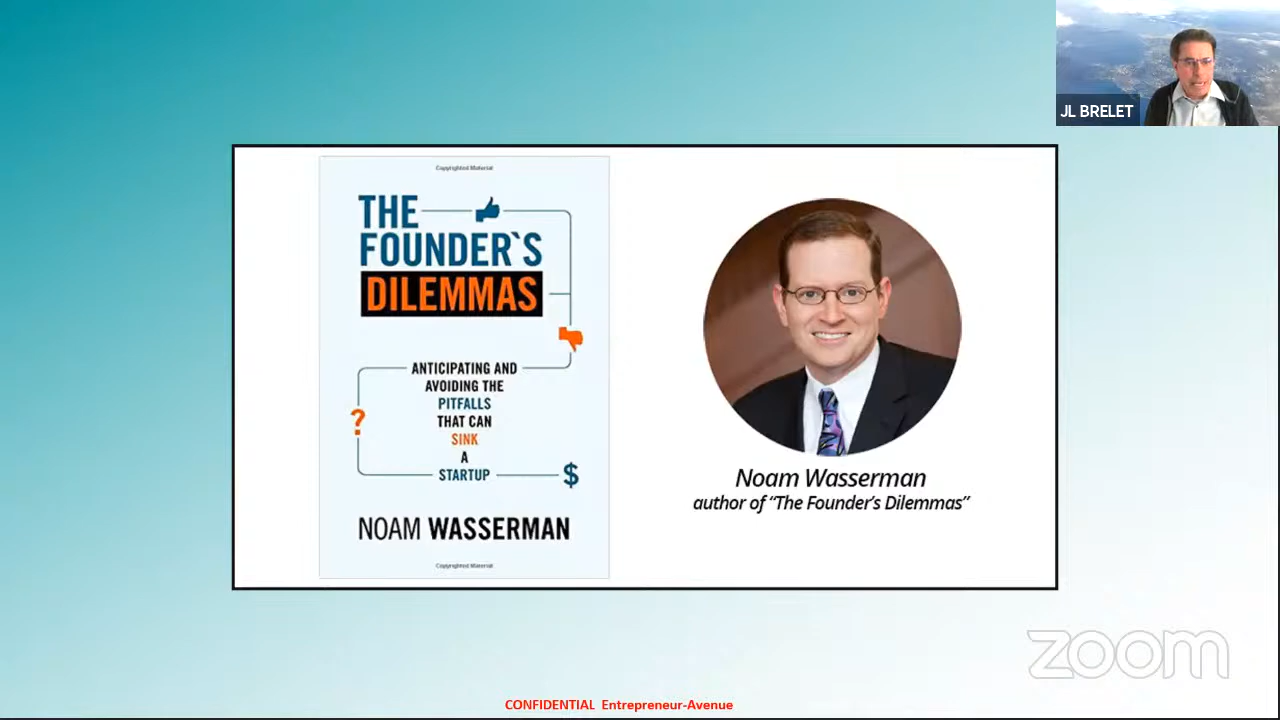 JL BRELET
Copyrighted Material
THE
FOUNDER`S
DILEMMAS
ANTICIPATING AND
AVOIDING THE
PITFALLS
THAT CAN
SINK
A
STARTUP
?
$
NOAM WASSERMAN
Copyrighted Material
Noam Wasserman
author of “The Founder’s Dilemmas”
zoom
CONFIDENTIAL Entrepreneur-Avenue